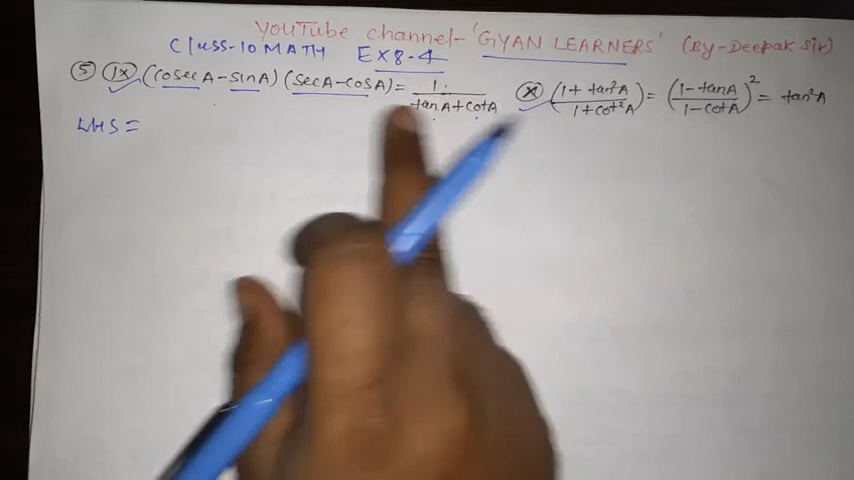 YouTube channel-'GYAN LEARNERS' (By-Deepak Sir)
Class-10 MATH EX 8.4
⑤ (ix) (cosecA-sinA) (secA-cosA) = 1/(tanA+cotA) (x) (1+tan²A/1+cot²A) = (1-tanA/1-cotA)² = tan²A
LHS =